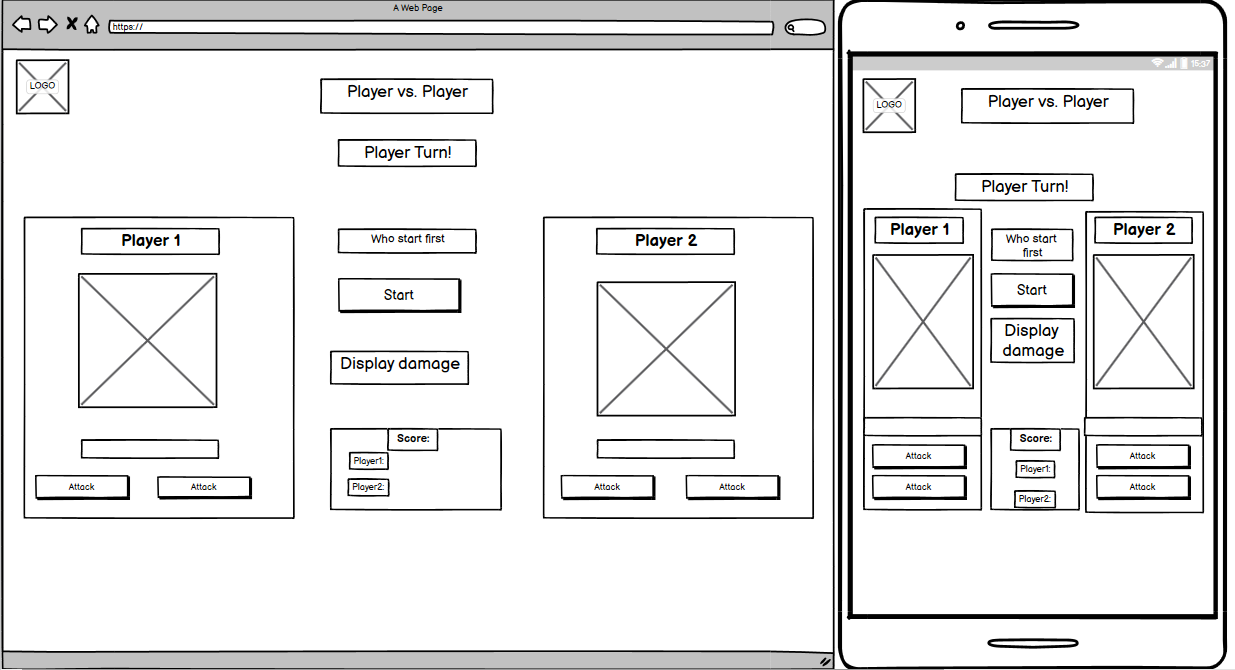 A Web Page
https://
LOGO
Player vs. Player
Player Turn!
Player 1
Who start first
Player 2
Start
Display damage
Score:
Player1:
Player2:
Attack
Attack
Attack
Attack
15:37
LOGO
Player vs. Player
Player Turn!
Player 1
Who start
first
Player 2
Start
Display
damage
Score:
Player1:
Player2:
Attack
Attack
Attack
Attack